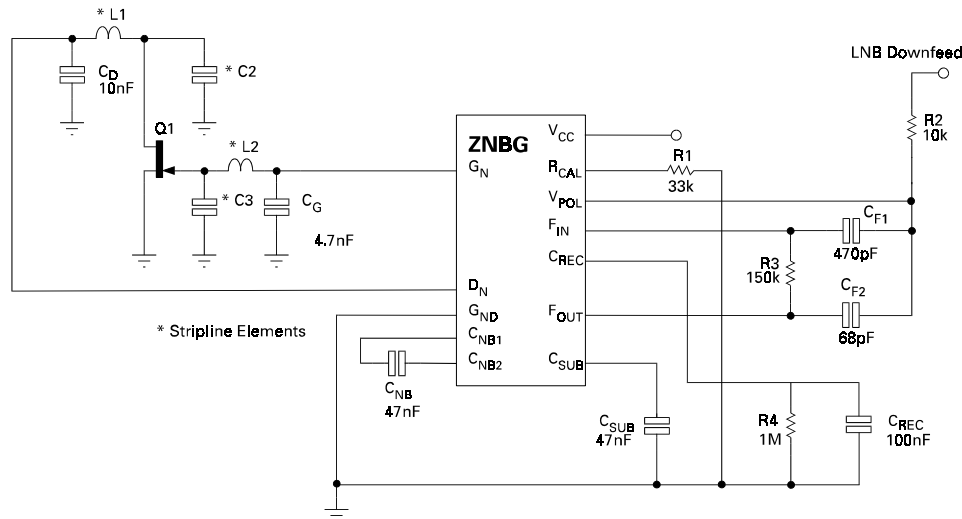 * L1
LNB Downfeed
C_D
10nF
* C2
R2
10k
Q1
ZNBG
V_CC
* L2
G_N
R_CAL
R1
33k
V_POL
* C3
C_G
4.7nF
F_IN
C_F1
470pF
C_REC
R3
150k
D_N
C_F2
68pF
G_ND
F_OUT
* Stripline Elements
C_NB1
C_NB2
C_SUB
C_NB
47nF
C_SUB
47nF
R4
1M
C_REC
100nF